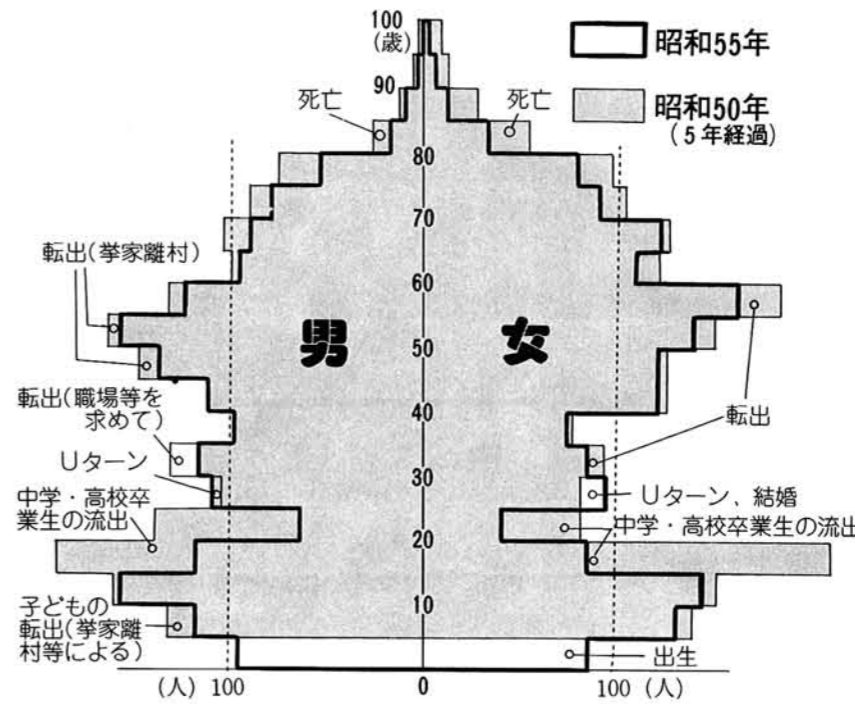 100
(歳)
昭和55年
90
死亡
死亡
昭和50年
(5年経過)
80
70
転出(挙家離村)
60
男
女
50
転出(職場等を
求めて)
40
転出
Uターン
30
Uターン、結婚
中学・高校卒
業生の流出
中学・高校卒業生の流出
20
10
子どもの
転出(挙家離
村等による)
出生
(人) 100
0
100 (人)